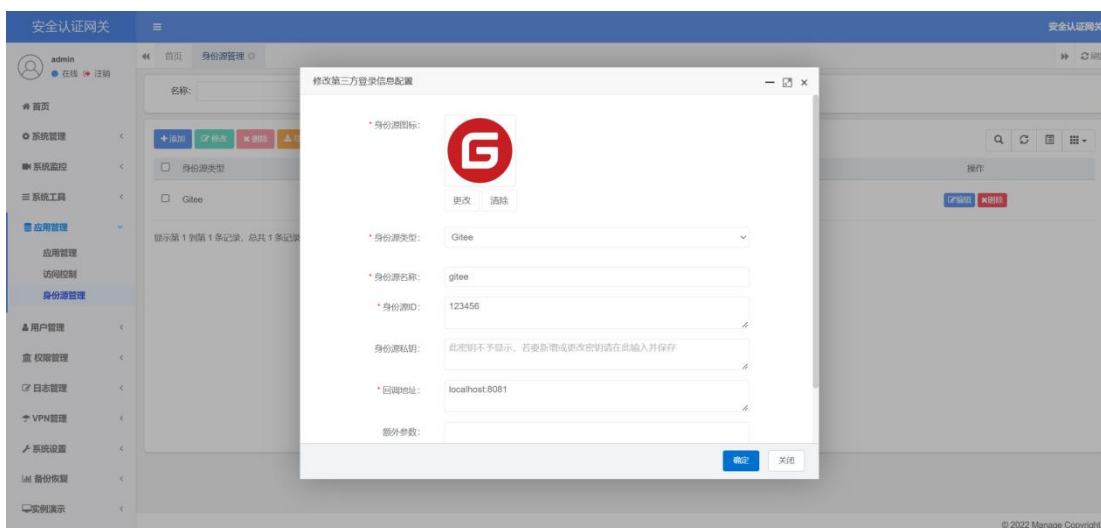 安全认证网关
安全认证网关
admin
在线 注销
首页
身份源管理
首页
系统管理
系统监控
系统工具
应用管理
应用管理
访问控制
身份源管理
用户管理
权限管理
日志管理
VPN管理
系统设置
备份恢复
实例演示
名称:
+添加 修改 ×删除
身份源类型
操作
Gitee
编辑 ×删除
显示第 1 到第 1 条记录，总共 1 条记录
修改第三方登录信息配置
* 身份源图标:
G
更改 清除
* 身份源类型: Gitee
* 身份源名称: gitee
* 身份源ID: 123456
身份源私钥: 此密钥不予显示，若要新增或更改密钥请在此输入并保存
* 回调地址: localhost:8081
额外参数:
确定 关闭
© 2022 Manage Copyright